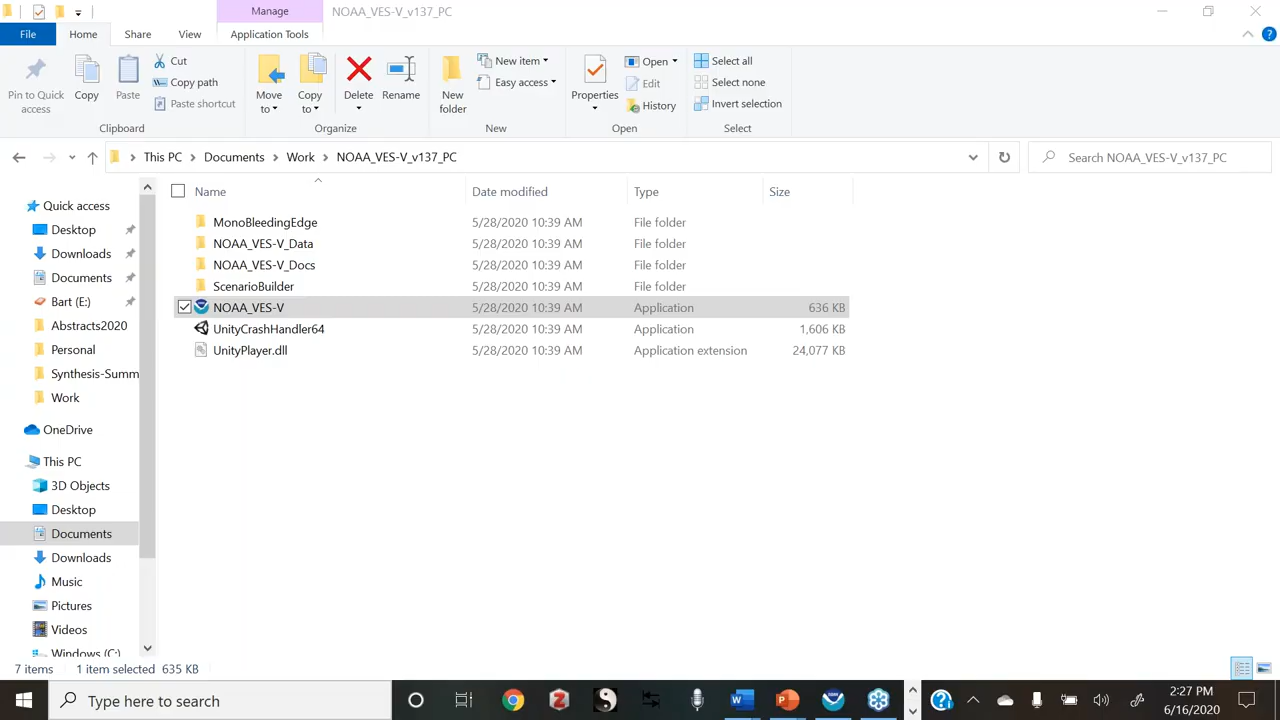 Manage
NOAA_VES-V_v137_PC
File
Home
Share
View
Application Tools
Pin to Quick access
Copy
Paste
Cut
Copy path
Paste shortcut
Clipboard
Move to
Copy to
Delete
Rename
Organize
New folder
New item
Easy access
New
Properties
Open
Edit
History
Open
Select all
Select none
Invert selection
Select
This PC > Documents > Work > NOAA_VES-V_v137_PC
Search NOAA_VES-V_v137_PC
Name Date modified Type Size
MonoBleedingEdge 5/28/2020 10:39 AM File folder
NOAA_VES-V_Data 5/28/2020 10:39 AM File folder
NOAA_VES-V_Docs 5/28/2020 10:39 AM File folder
ScenarioBuilder 5/28/2020 10:39 AM File folder
NOAA_VES-V 5/28/2020 10:39 AM Application 636 KB
UnityCrashHandler64 5/28/2020 10:39 AM Application 1,606 KB
UnityPlayer.dll 5/28/2020 10:39 AM Application extension 24,077 KB
Quick access
Desktop
Downloads
Documents
Bart (E:)
Abstracts2020
Personal
Synthesis-Summ
Work
OneDrive
This PC
3D Objects
Desktop
Documents
Downloads
Music
Pictures
Videos
Windows (C:)
7 items 1 item selected 635 KB
Type here to search
2:27 PM
6/16/2020